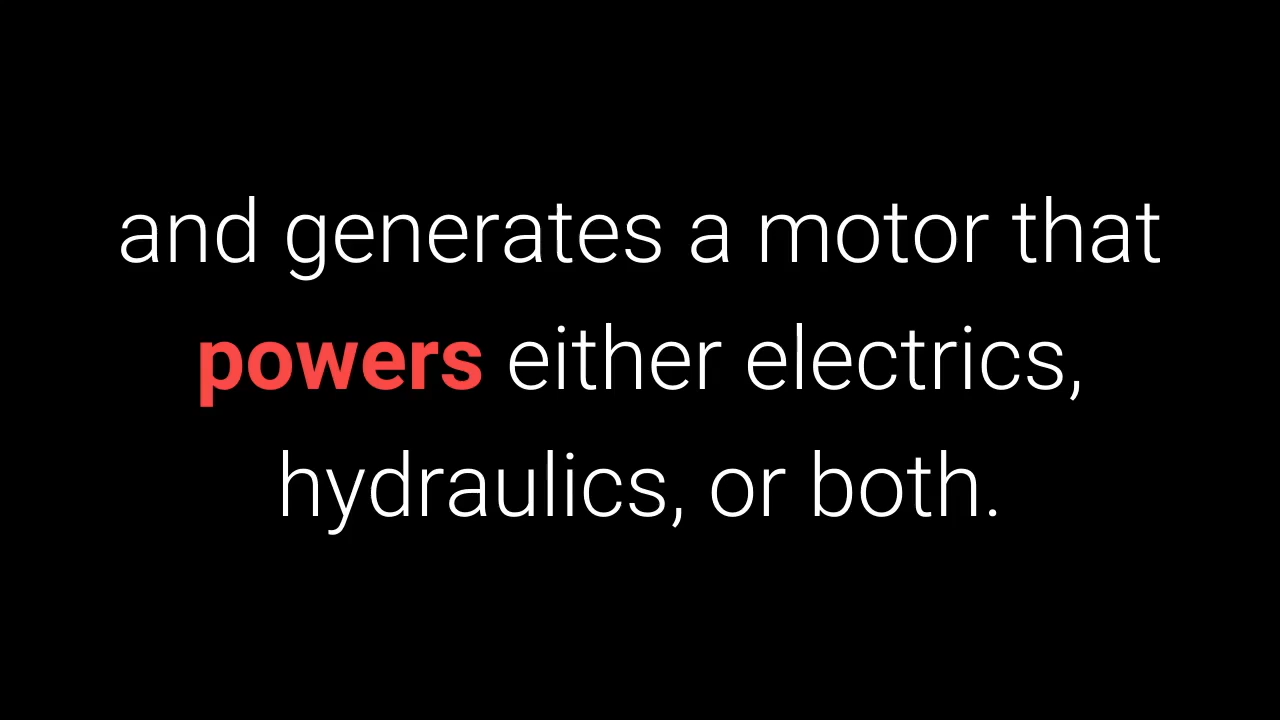 and generates a motor that
powers either electrics,
hydraulics, or both.